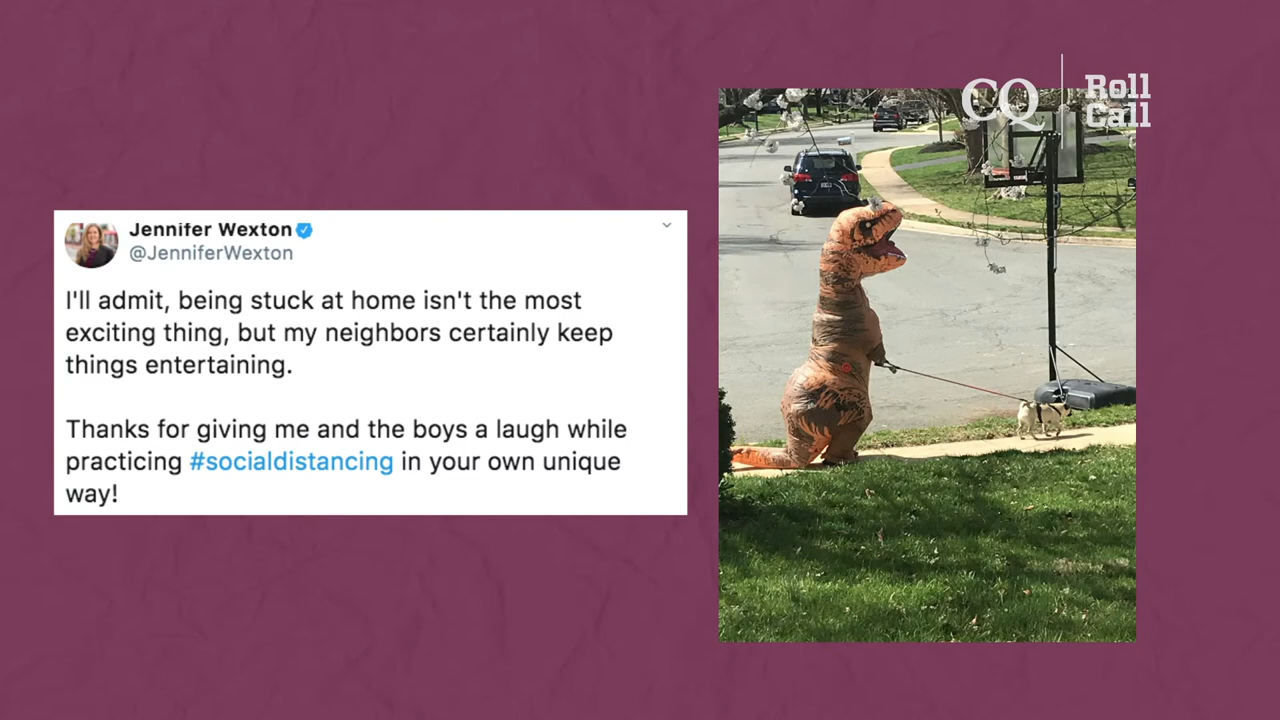 CQ
Roll
Call
Jennifer Wexton
@JenniferWexton
I'll admit, being stuck at home isn't the most
exciting thing, but my neighbors certainly keep
things entertaining.
Thanks for giving me and the boys a laugh while
practicing #socialdistancing in your own unique
way!